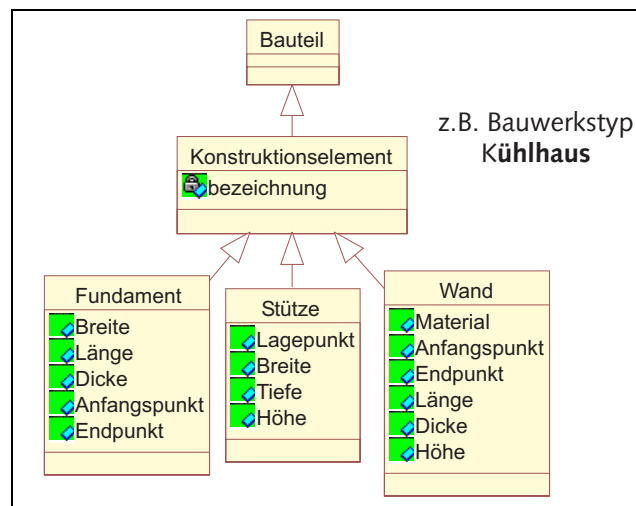 Bauteil
z.B. Bauwerkstyp
Kühlhaus
Konstruktionselement
bezeichnung
Fundament
Breite
Länge
Dicke
Anfangspunkt
Endpunkt
Stütze
Lagepunkt
Breite
Tiefe
Höhe
Wand
Material
Anfangspunkt
Endpunkt
Länge
Dicke
Höhe